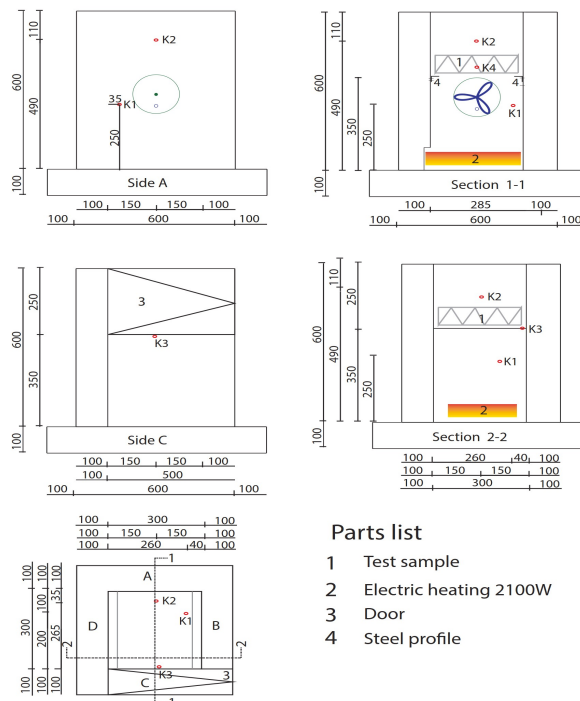 110
600
490
100
K2
35
K1
250
Side A
100 150 150 100
100 600 100
110
600
490
350
250
100
K2
1
K4
4 4
K1
2
Section 1-1
100 285 100
100 600 100
250
600
350
100
3
K3
Side C
100 150 150 100
100 500
100 600 100
110
250
600
490
350
250
100
K2
1
K3
K1
2
Section 2-2
100 260 40 100
100 150 150 100
100 300 100
100 300 100
100 150 150 100
100 260 40 100
1
100 100 100
A
300 100 35
K2
K1
D B
200 265
2 2
K3
100 100 100
C
3
1
Parts list
1 Test sample
2 Electric heating 2100W
3 Door
4 Steel profile